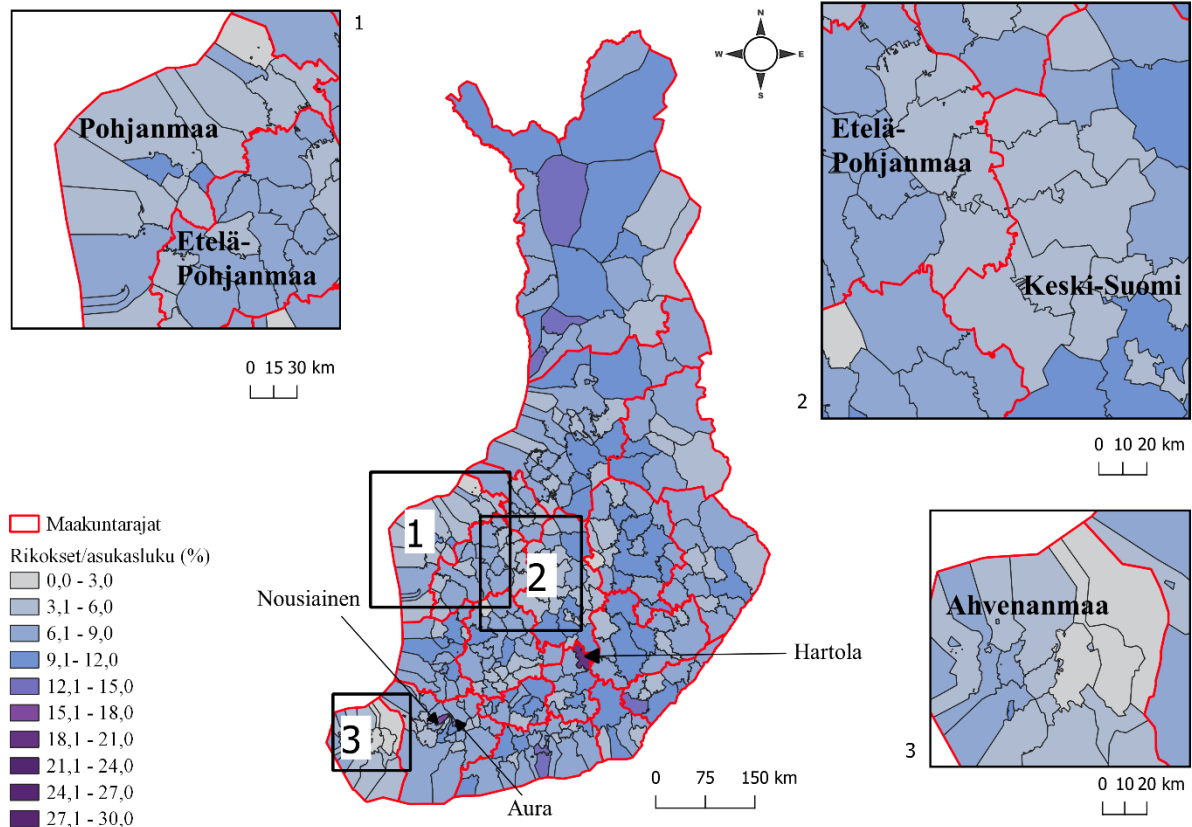 1
Pohjanmaa
Etelä-
Pohjanmaa
0 15 30 km
N
W E
S
Etelä-
Pohjanmaa
Keski-Suomi
2
0 10 20 km
Maakuntarajat
Rikokset/asukasluku (%)
0,0 - 3,0
3,1 - 6,0
6,1 - 9,0
9,1 - 12,0
12,1 - 15,0
15,1 - 18,0
18,1 - 21,0
21,1 - 24,0
24,1 - 27,0
27,1 - 30,0
1
2
3
Nousiainen
Hartola
Aura
0 75 150 km
Ahvenanmaa
3
0 10 20 km